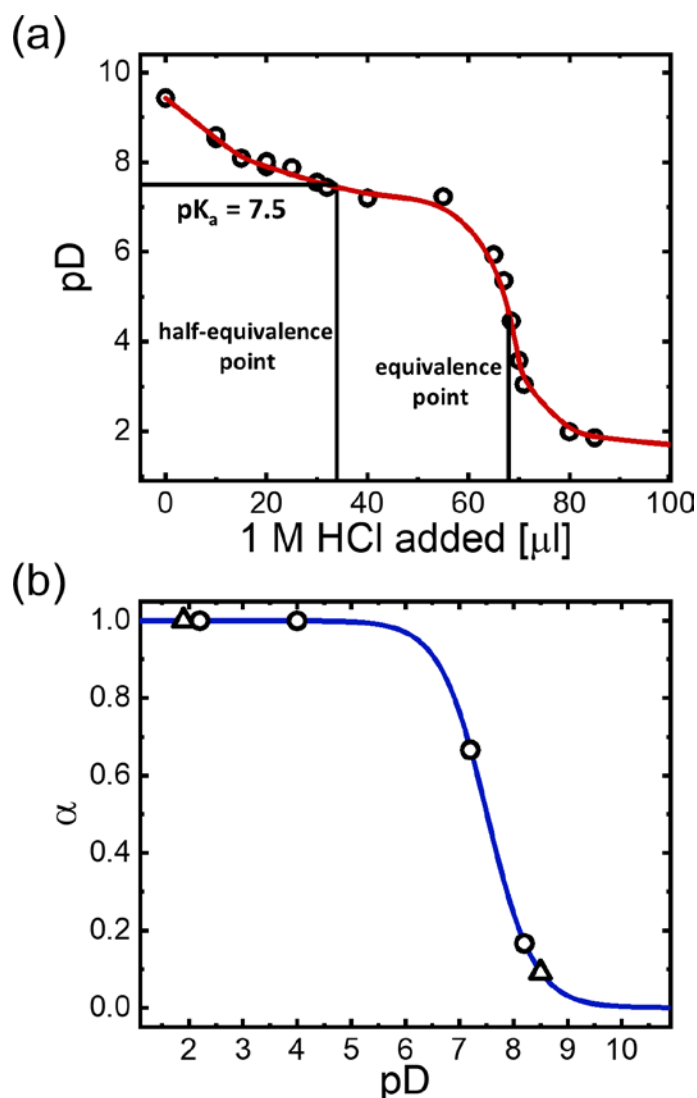 (a)
10
8
6
4
2
pD
pKₐ = 7.5
half-equivalence
point
equivalence
point
0 20 40 60 80 100
1 M HCl added [μl]
(b)
1.0
0.8
0.6
0.4
0.2
0.0
α
2 3 4 5 6 7 8 9 10
pD